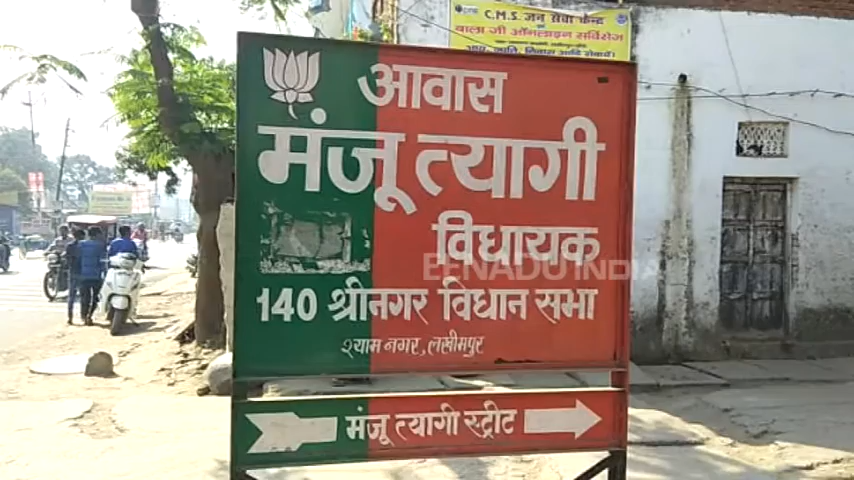 C.M.S. जन सेवा केन्द्र
बाला जी ऑनलाइन सर्विसेज
आवास
मंजू त्यागी
विधायक
EENADU INDIA
140 श्रीनगर विधान सभा
श्याम नगर, लखीमपुर
मंजू त्यागी स्ट्रीट